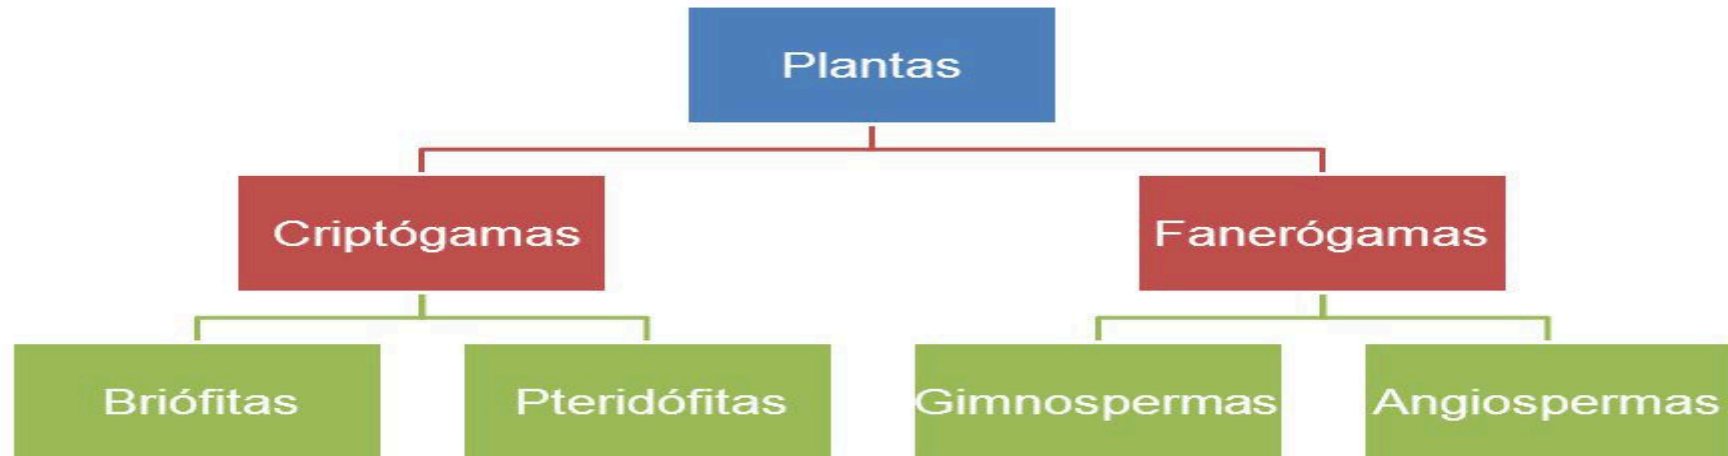 Plantas
Criptógamas
Fanerógamas
Briófitas
Pteridófitas
Gimnospermas
Angiospermas